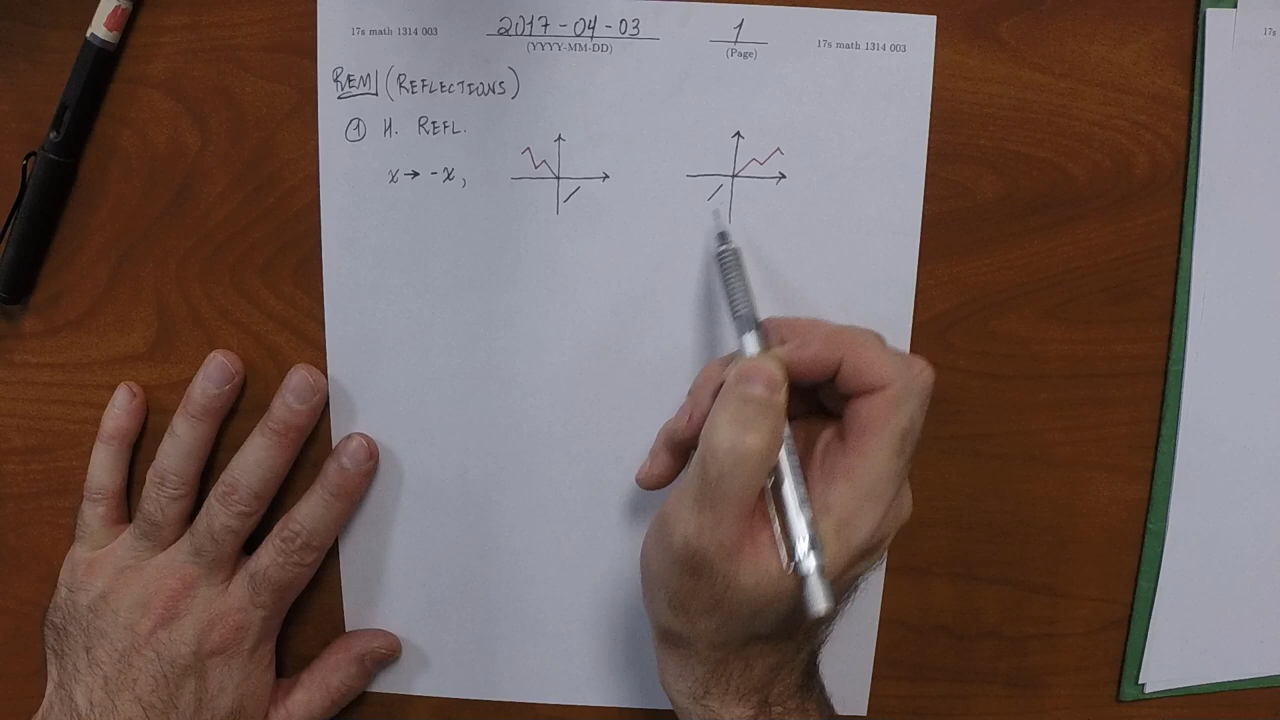 17s math 1314 003 2017-04-03 1 17s math 1314 003
(YYYY-MM-DD) (Page)
REM (REFLECTIONS)
① H. REFL.
x → -x,
17s